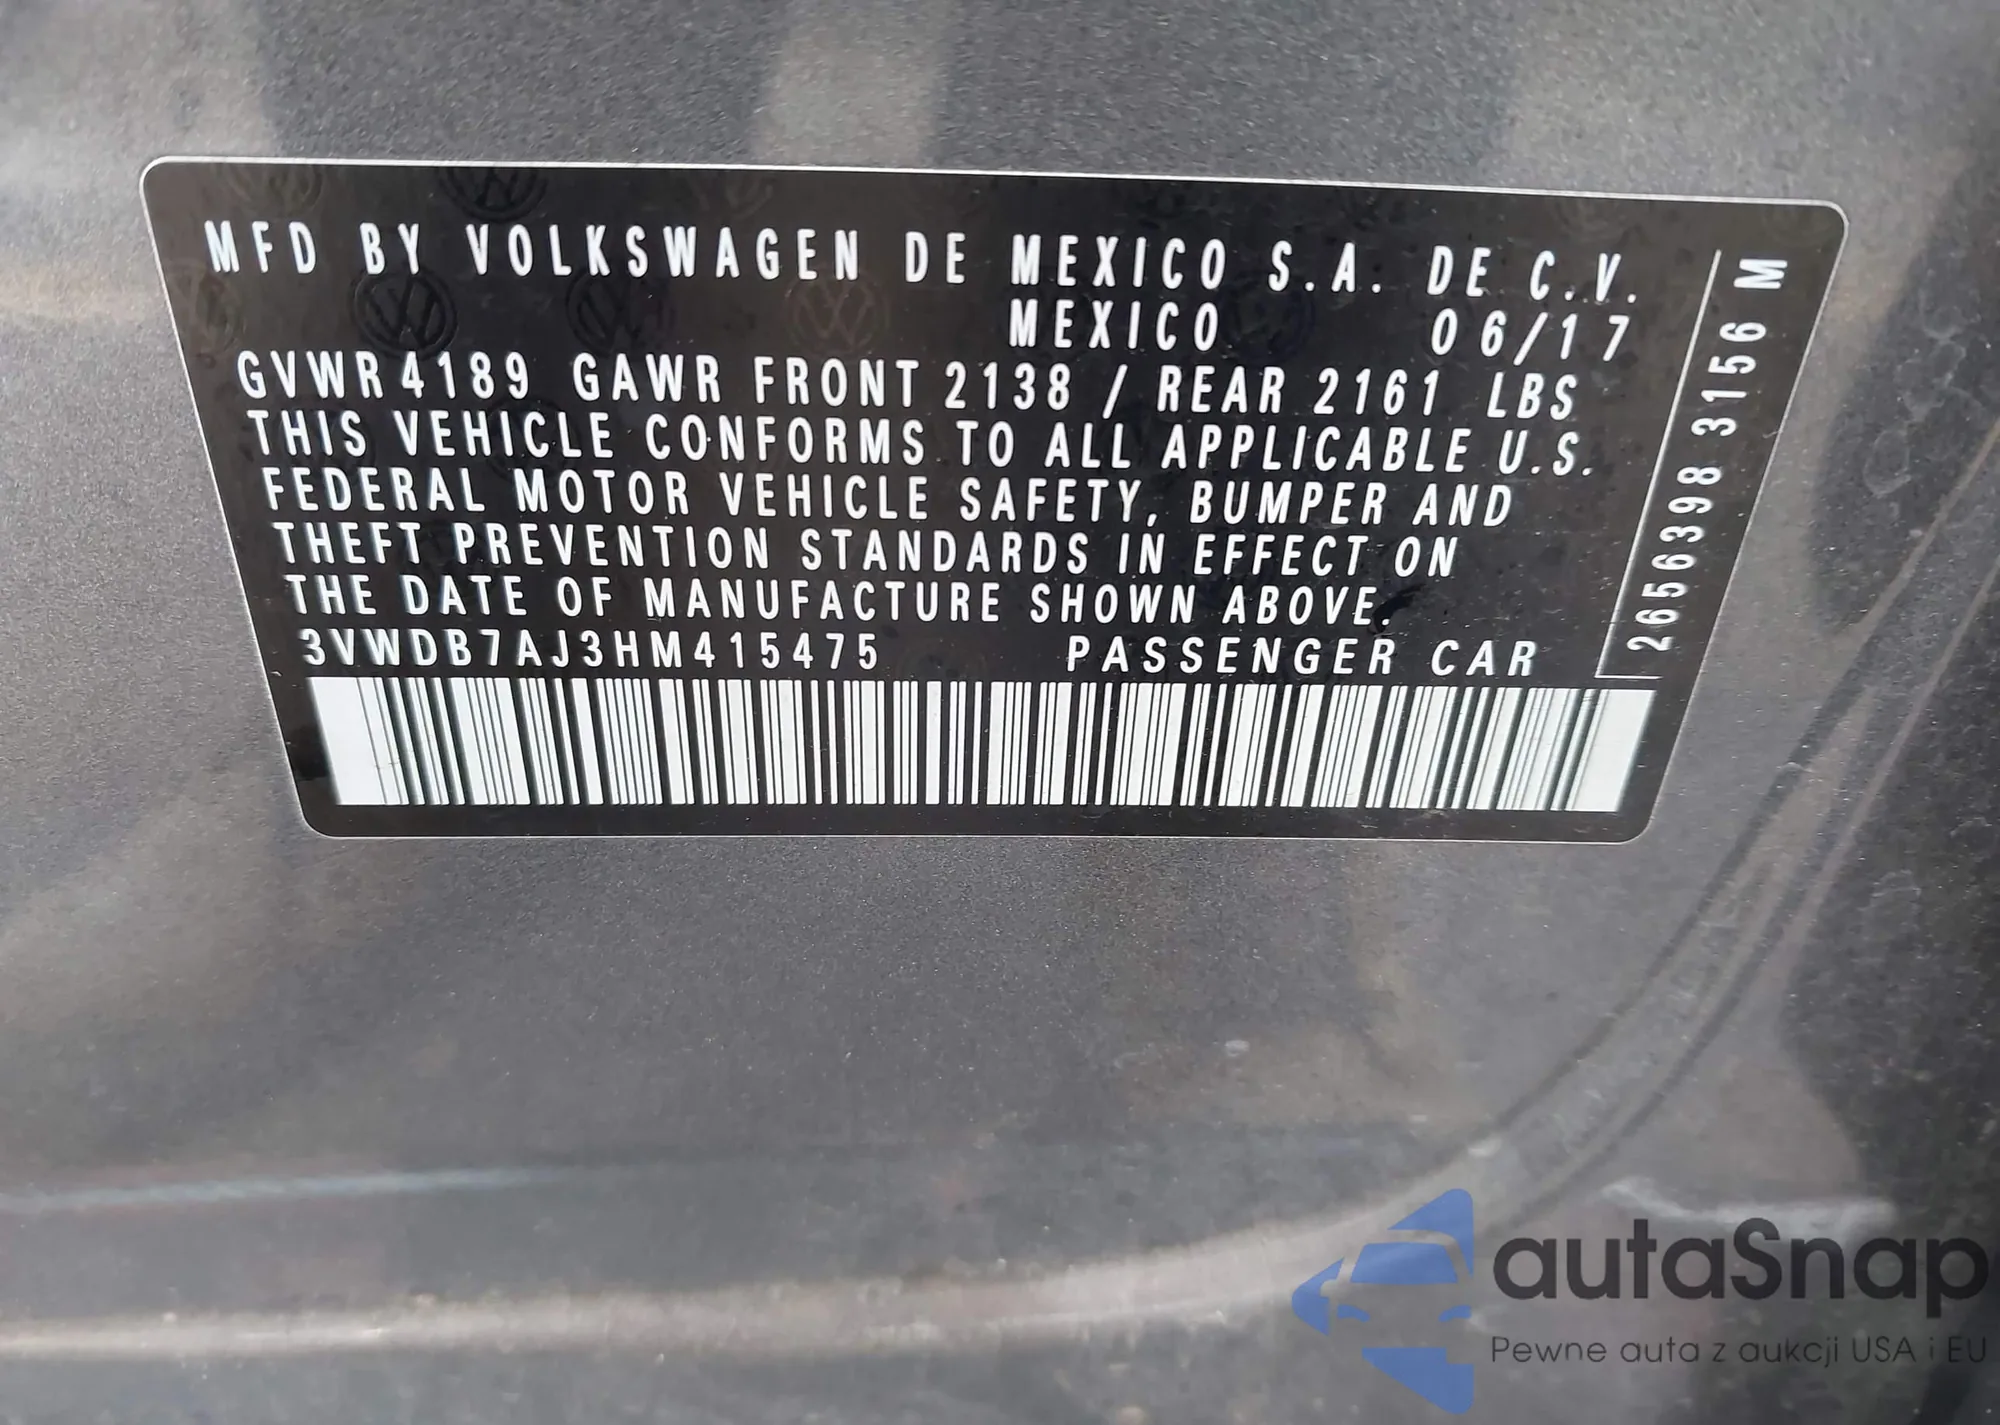 MFD BY VOLKSWAGEN DE MEXICO S.A. DE C.V.
MEXICO 06/17
GVWR 4189 GAWR FRONT 2138 / REAR 2161 LBS
THIS VEHICLE CONFORMS TO ALL APPLICABLE U.S.
FEDERAL MOTOR VEHICLE SAFETY, BUMPER AND
THEFT PREVENTION STANDARDS IN EFFECT ON
THE DATE OF MANUFACTURE SHOWN ABOVE.
3VWDB7AJ3HM415475 PASSENGER CAR
2656398 3156 M
autaSnap
Pewne auta z aukcji USA i EU